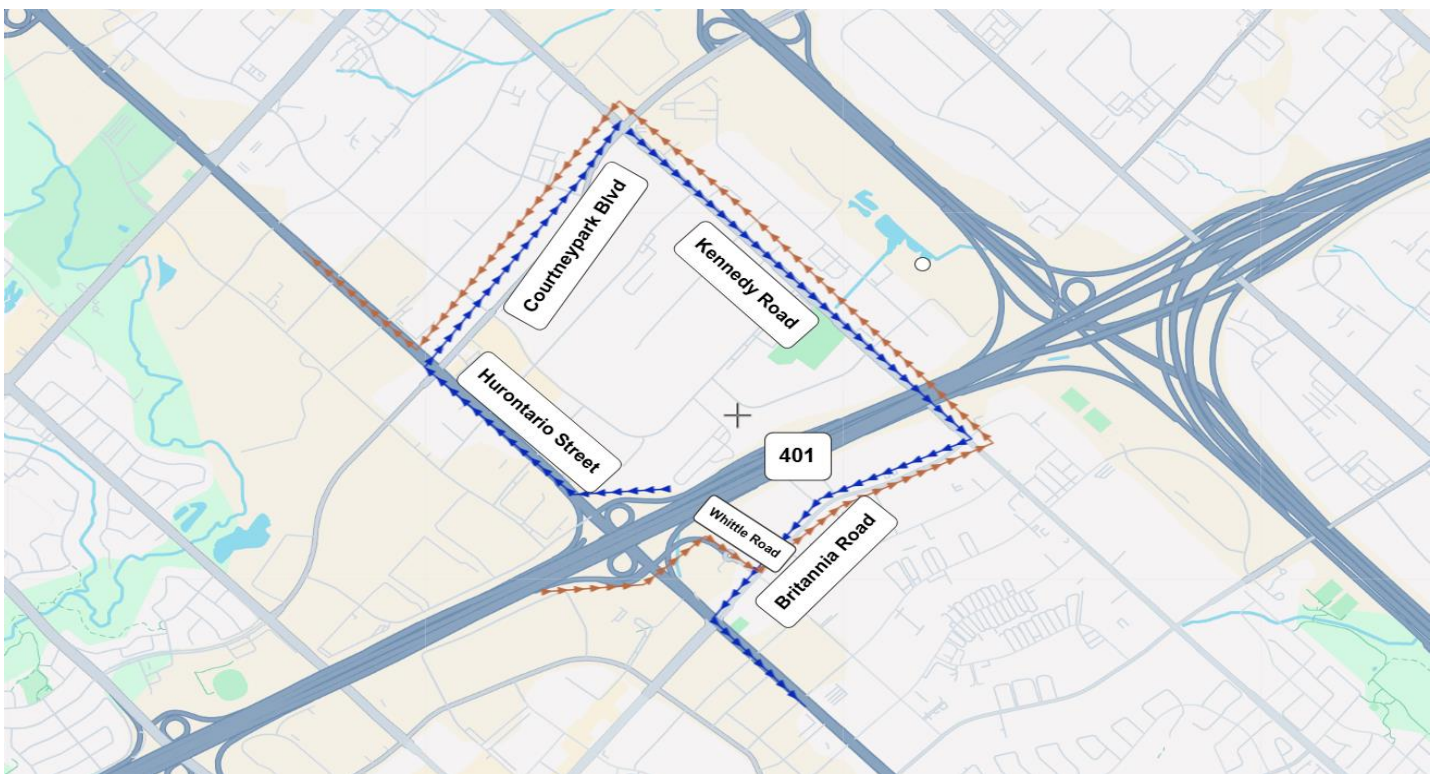 Courtneypark Blvd
Kennedy Road
Hurontario Street
401
Whittle Road
Britannia Road